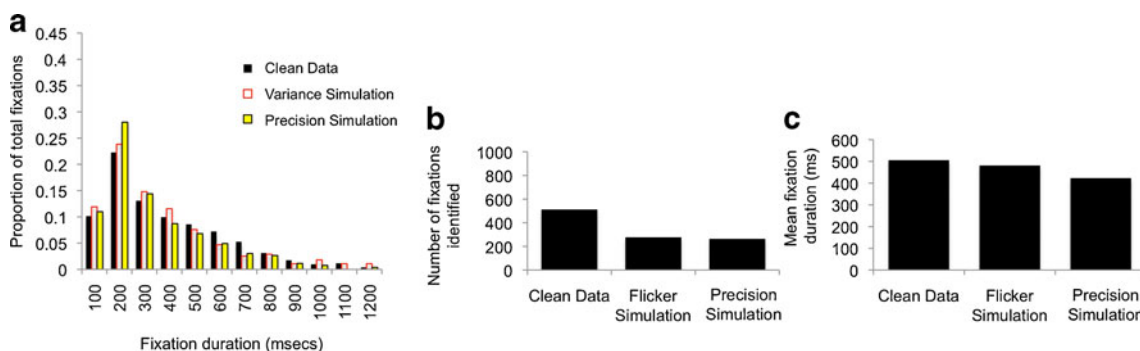 a
Proportion of total fixations
0.45
0.4
0.35
0.3
0.25
0.2
0.15
0.1
0.05
0
Clean Data
Variance Simulation
Precision Simulation
100
200
300
400
500
600
700
800
900
1000
1100
1200
Fixation duration (msecs)
b
Number of fixations
identified
1000
800
600
400
200
0
Clean Data
Flicker
Simulation
Precision
Simulation
c
Mean fixation
duration (ms)
600
500
400
300
200
100
0
Clean Data
Flicker
Simulation
Precision
Simulation